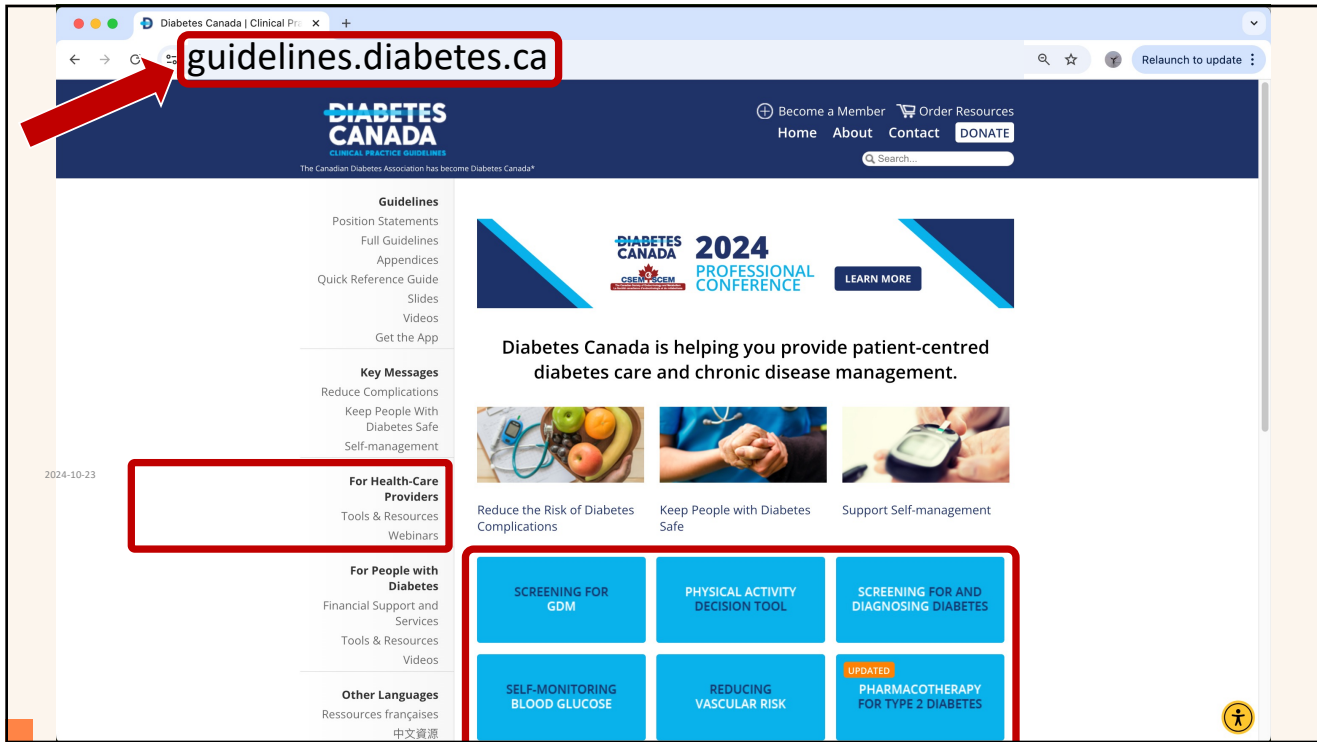 Diabetes Canada | Clinical Pra
guidelines.diabetes.ca
Relaunch to update
DIABETES
CANADA
CLINICAL PRACTICE GUIDELINES
The Canadian Diabetes Association has become Diabetes Canada*
Become a Member Order Resources
Home About Contact DONATE
Search...
Guidelines
Position Statements
Full Guidelines
Appendices
Quick Reference Guide
Slides
Videos
Get the App
Key Messages
Reduce Complications
Keep People With
Diabetes Safe
Self-management
2024-10-23
For Health-Care
Providers
Tools & Resources
Webinars
For People with
Diabetes
Financial Support and
Services
Tools & Resources
Videos
Other Languages
Ressources françaises
中文資源
DIABETES
CANADA
CSEM SCEM
2024
PROFESSIONAL
CONFERENCE
LEARN MORE
Diabetes Canada is helping you provide patient-centred
diabetes care and chronic disease management.
Reduce the Risk of Diabetes
Complications
Keep People with Diabetes
Safe
Support Self-management
SCREENING FOR
GDM
PHYSICAL ACTIVITY
DECISION TOOL
SCREENING FOR AND
DIAGNOSING DIABETES
SELF-MONITORING
BLOOD GLUCOSE
REDUCING
VASCULAR RISK
UPDATED
PHARMACOTHERAPY
FOR TYPE 2 DIABETES